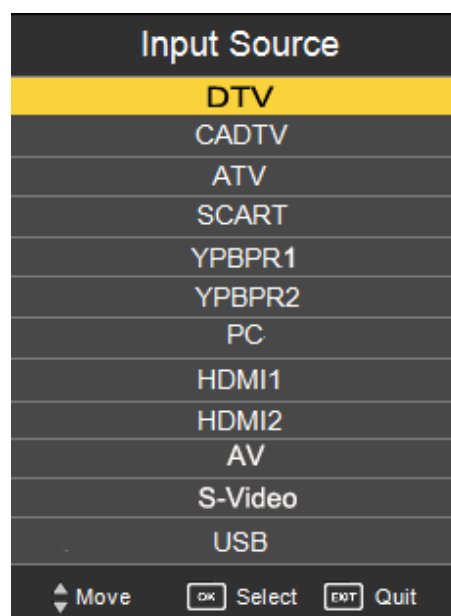 Input Source
DTV
CADTV
ATV
SCART
YPBPR1
YPBPR2
PC
HDMI1
HDMI2
AV
S-Video
USB
Move OK Select EXIT Quit